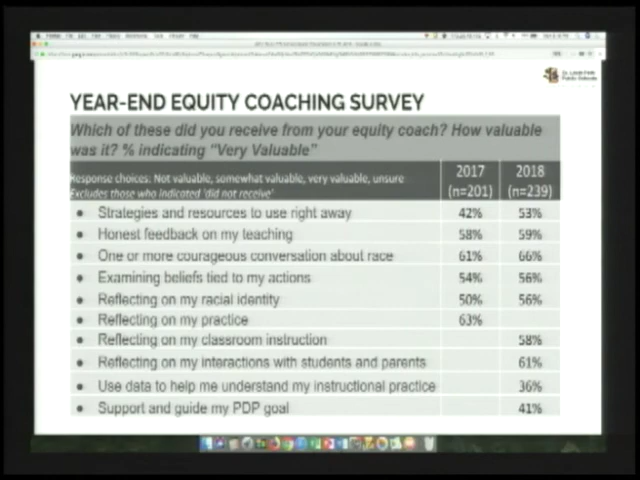 St. Louis Park
Public Schools
YEAR-END EQUITY COACHING SURVEY
Which of these did you receive from your equity coach? How valuable
was it? % indicating “Very Valuable”
Response choices: Not valuable, somewhat valuable, very valuable, unsure
Excludes those who indicated 'did not receive'
2017
(n=201)
2018
(n=239)
• Strategies and resources to use right away 42% 53%
• Honest feedback on my teaching 58% 59%
• One or more courageous conversation about race 61% 66%
• Examining beliefs tied to my actions 54% 56%
• Reflecting on my racial identity 50% 56%
• Reflecting on my practice 63%
• Reflecting on my classroom instruction 58%
• Reflecting on my interactions with students and parents 61%
• Use data to help me understand my instructional practice 36%
• Support and guide my PDP goal 41%